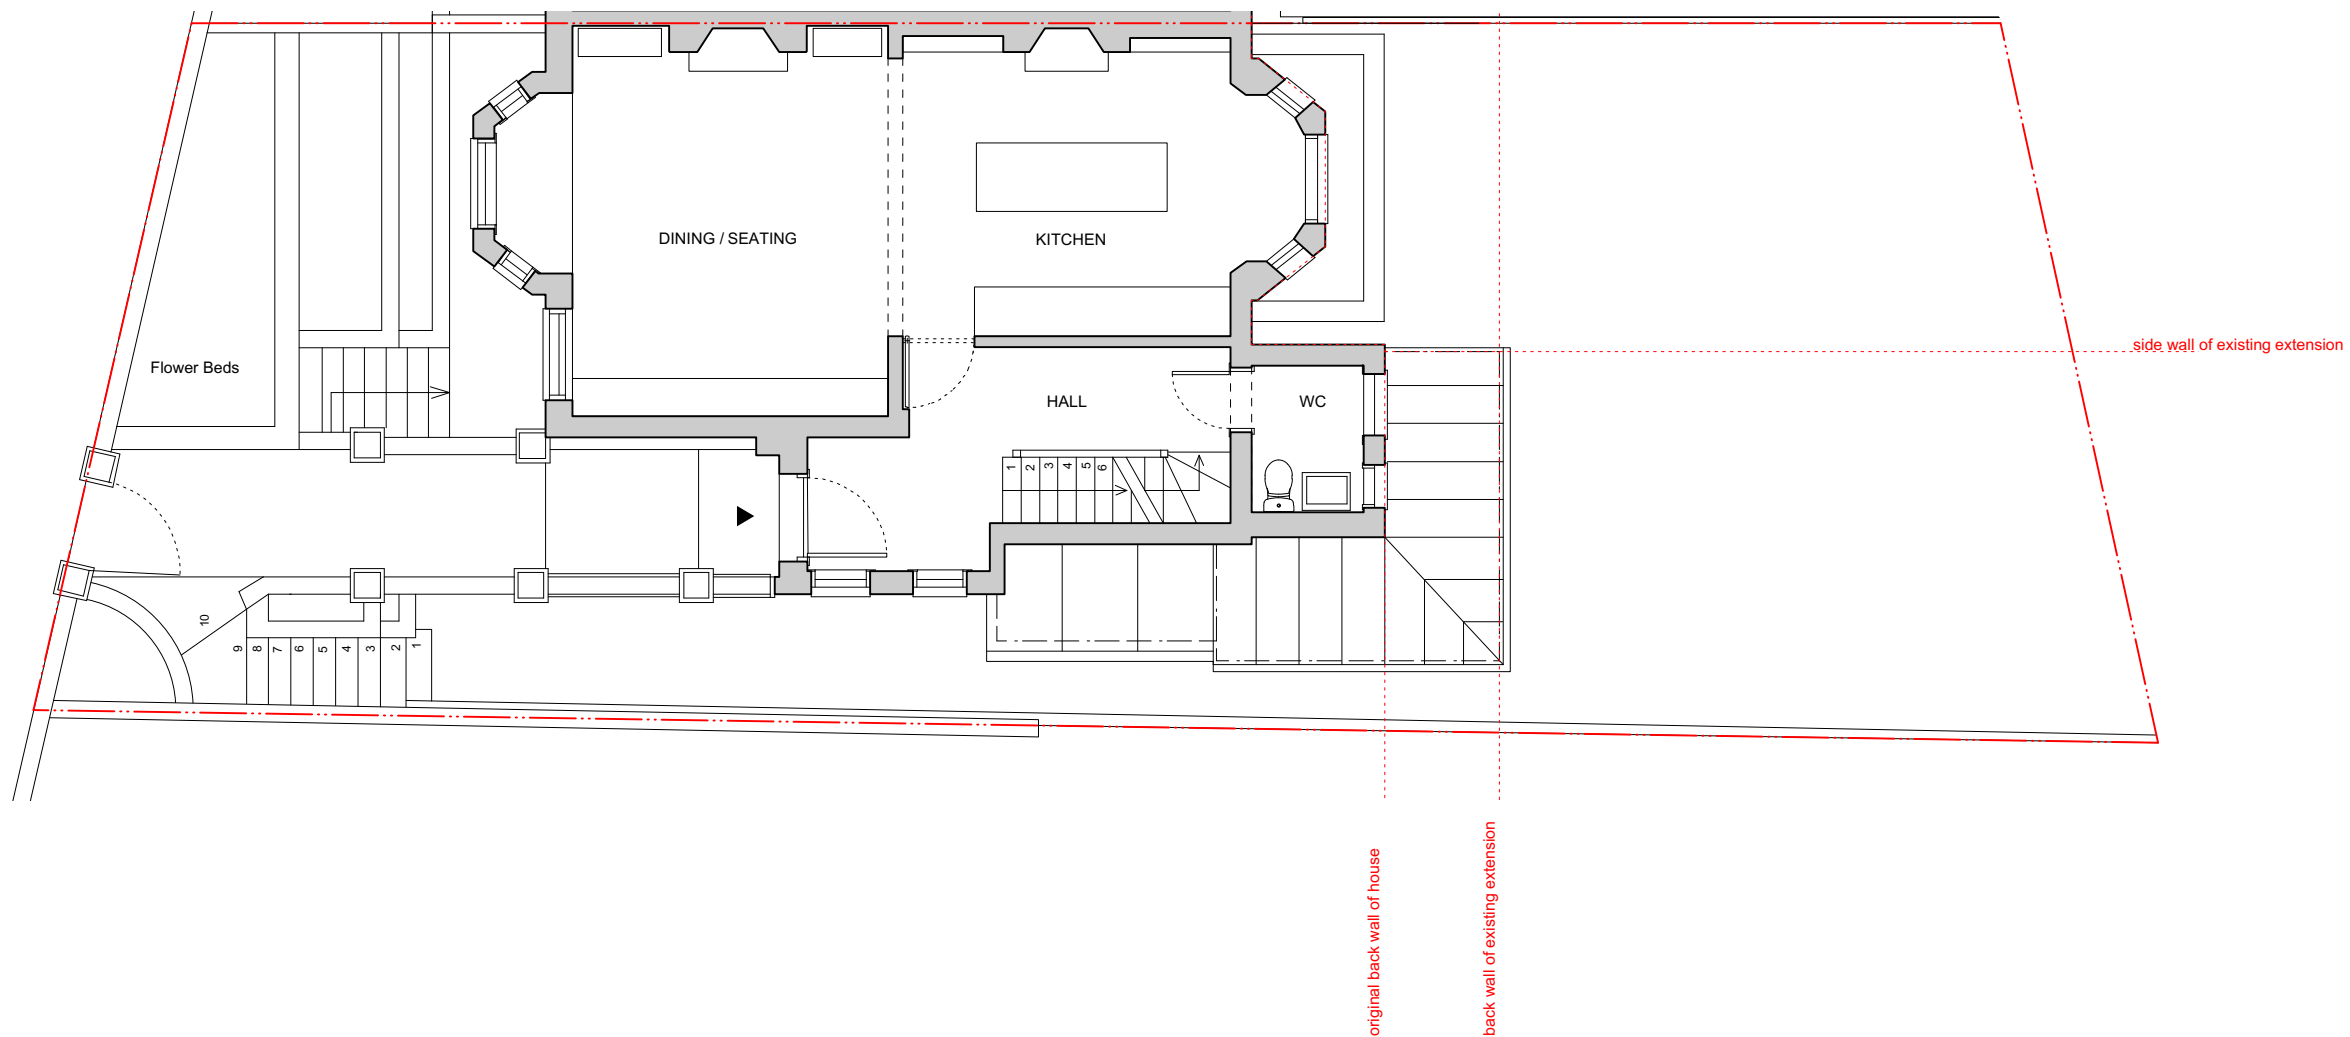 DINING / SEATING
KITCHEN
side wall of existing extension
Flower Beds
HALL
WC
1 2 3 4 5 6
10
9 8 7 6 5 4 3 2 1
original back wall of house
back wall of existing extension